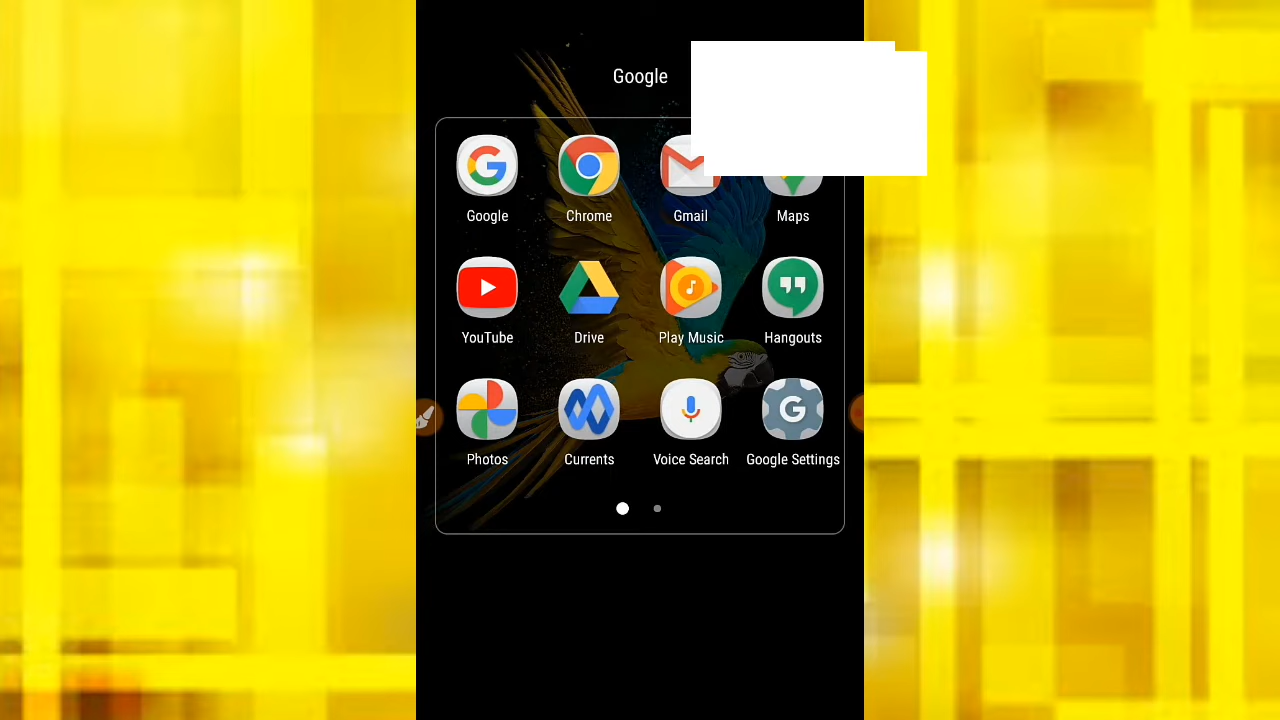 Google
Google Chrome Gmail Maps
YouTube Drive Play Music Hangouts
Photos Currents Voice Search Google Settings